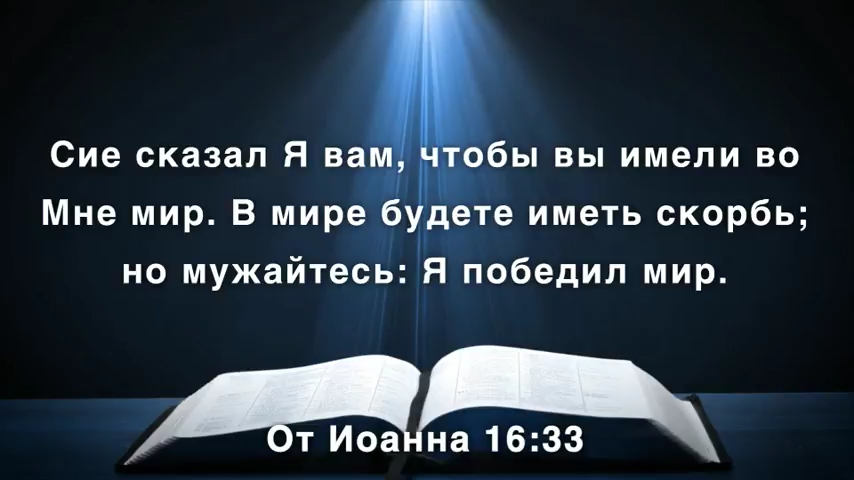 Сие сказал Я вам, чтобы вы имели во
Мне мир. В мире будете иметь скорбь;
но мужайтесь: Я победил мир.
От Иоанна 16:33